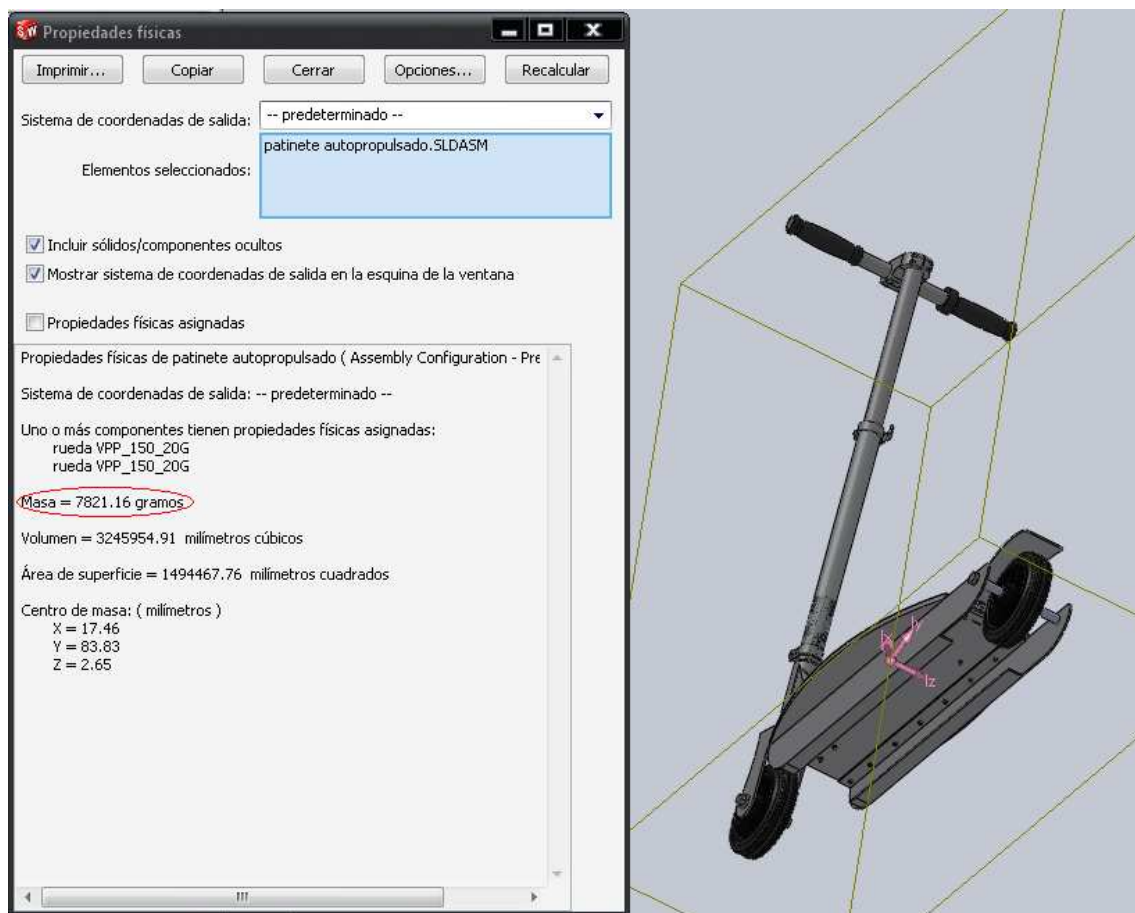 Propiedades físicas
Imprimir... Copiar Cerrar Opciones... Recalcular
Sistema de coordenadas de salida: -- predeterminado --
patinete autopropulsado.SLDASM
Elementos seleccionados:
Incluir sólidos/componentes ocultos
Mostrar sistema de coordenadas de salida en la esquina de la ventana
Propiedades físicas asignadas
Propiedades físicas de patinete autopropulsado ( Assembly Configuration - Pre
Sistema de coordenadas de salida: -- predeterminado --
Uno o más componentes tienen propiedades físicas asignadas:
rueda VPP_150_20G
rueda VPP_150_20G
Masa = 7821.16 gramos
Volumen = 3245954.91 milímetros cúbicos
Área de superficie = 1494467.76 milímetros cuadrados
Centro de masa: ( milímetros )
X = 17.46
Y = 83.83
Z = 2.65
Iy
Ix
Iz